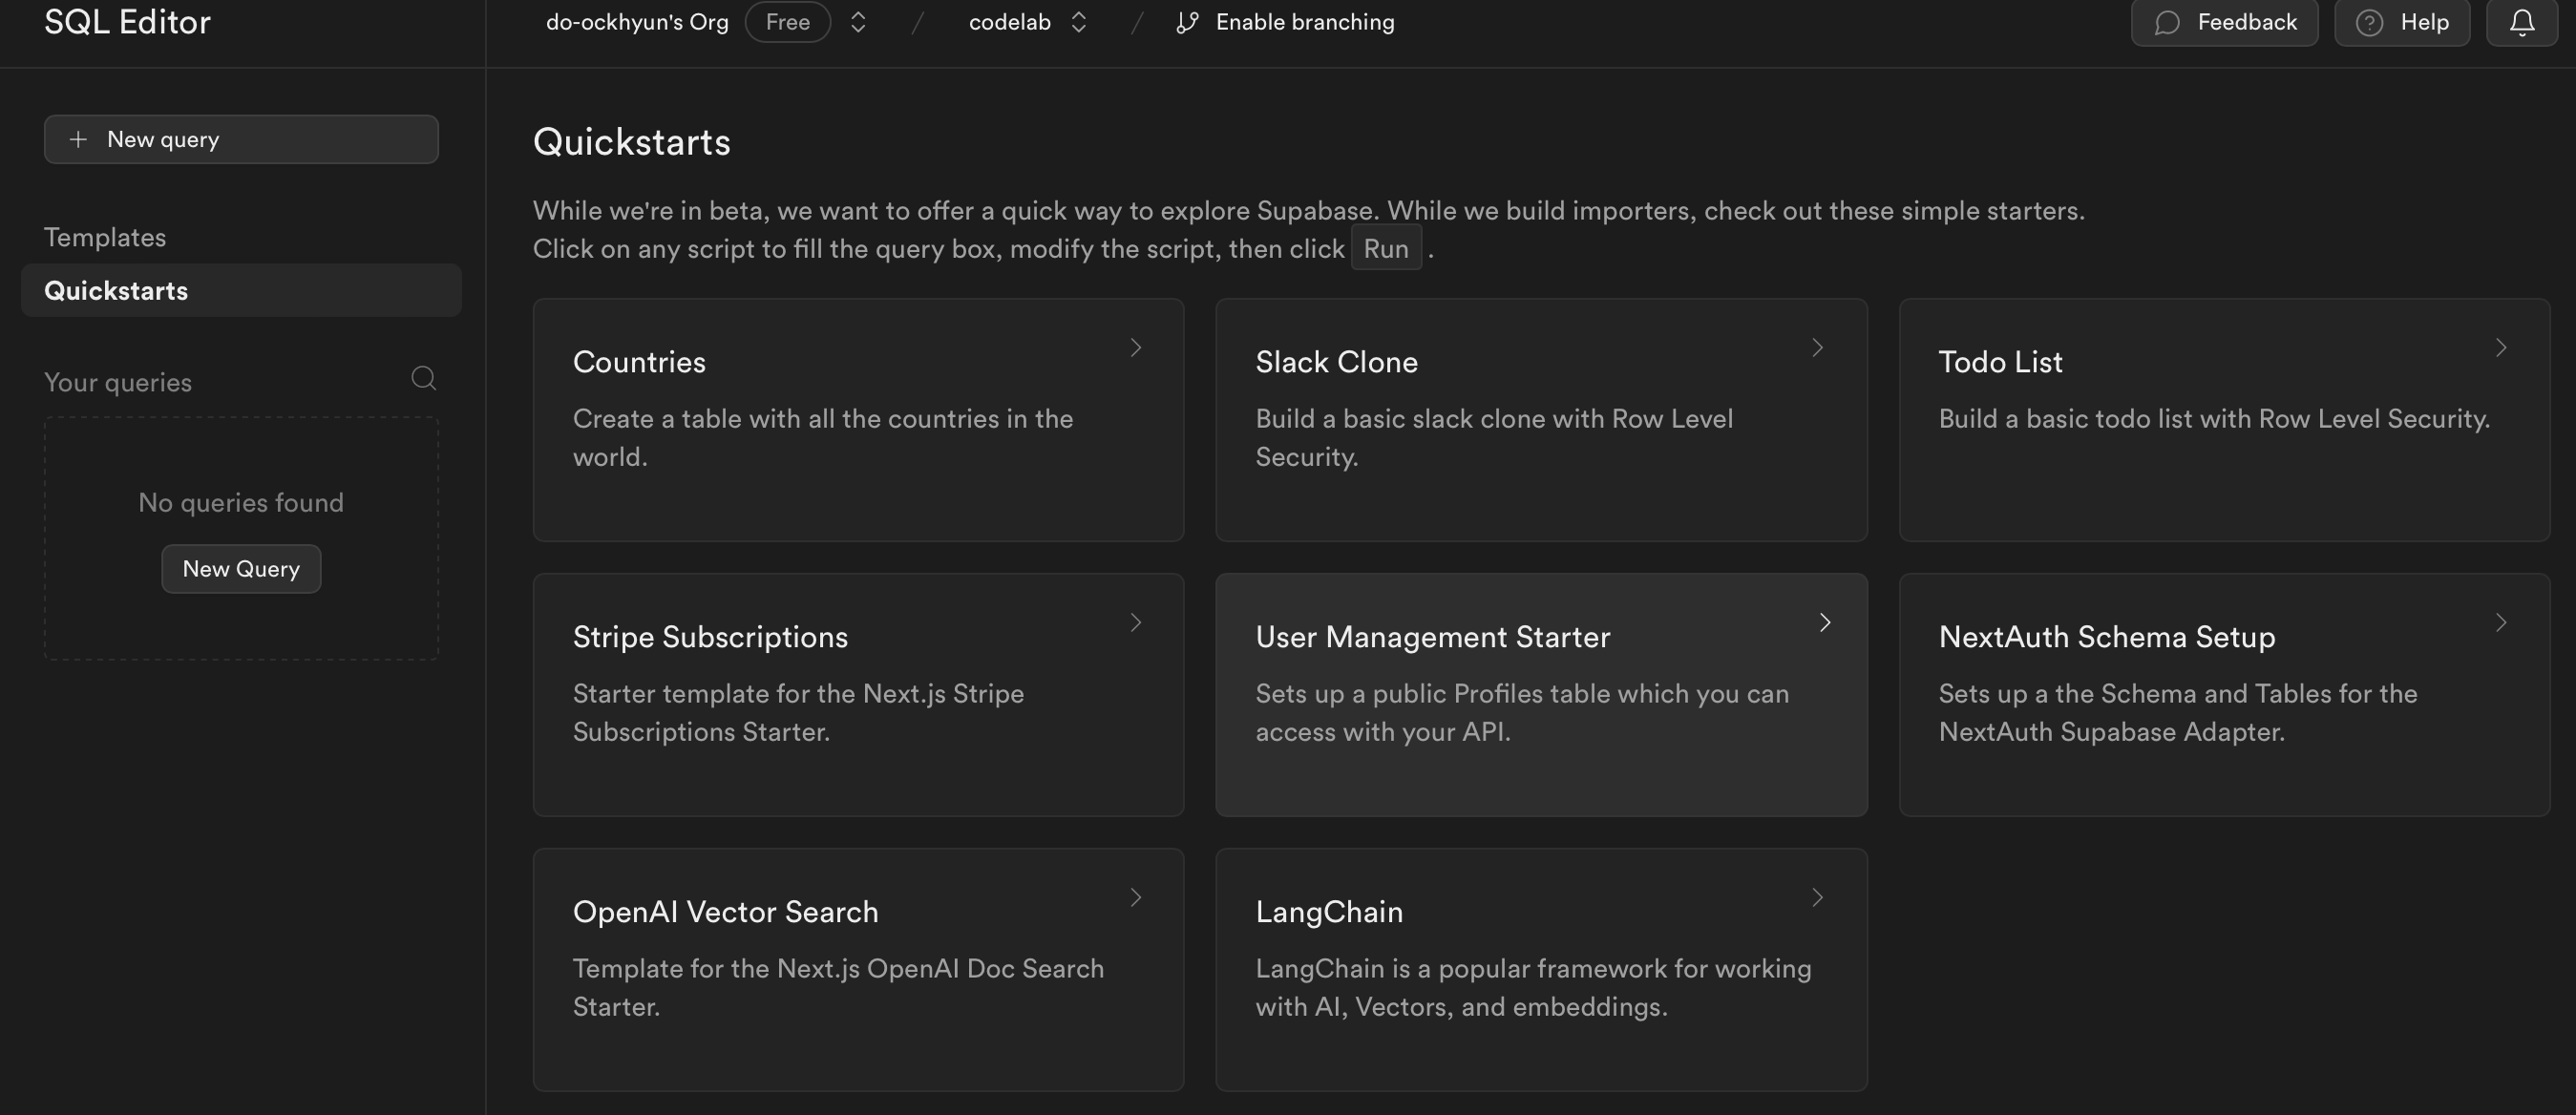 SQL Editor
do-ockhyun's Org Free / codelab / Enable branching
Feedback Help
New query
Templates
Quickstarts
Your queries
No queries found
New Query
Quickstarts
While we're in beta, we want to offer a quick way to explore Supabase. While we build importers, check out these simple starters.
Click on any script to fill the query box, modify the script, then click Run .
Countries
Create a table with all the countries in the
world.
Slack Clone
Build a basic slack clone with Row Level
Security.
Todo List
Build a basic todo list with Row Level Security.
Stripe Subscriptions
Starter template for the Next.js Stripe
Subscriptions Starter.
User Management Starter
Sets up a public Profiles table which you can
access with your API.
NextAuth Schema Setup
Sets up a the Schema and Tables for the
NextAuth Supabase Adapter.
OpenAI Vector Search
Template for the Next.js OpenAI Doc Search
Starter.
LangChain
LangChain is a popular framework for working
with AI, Vectors, and embeddings.